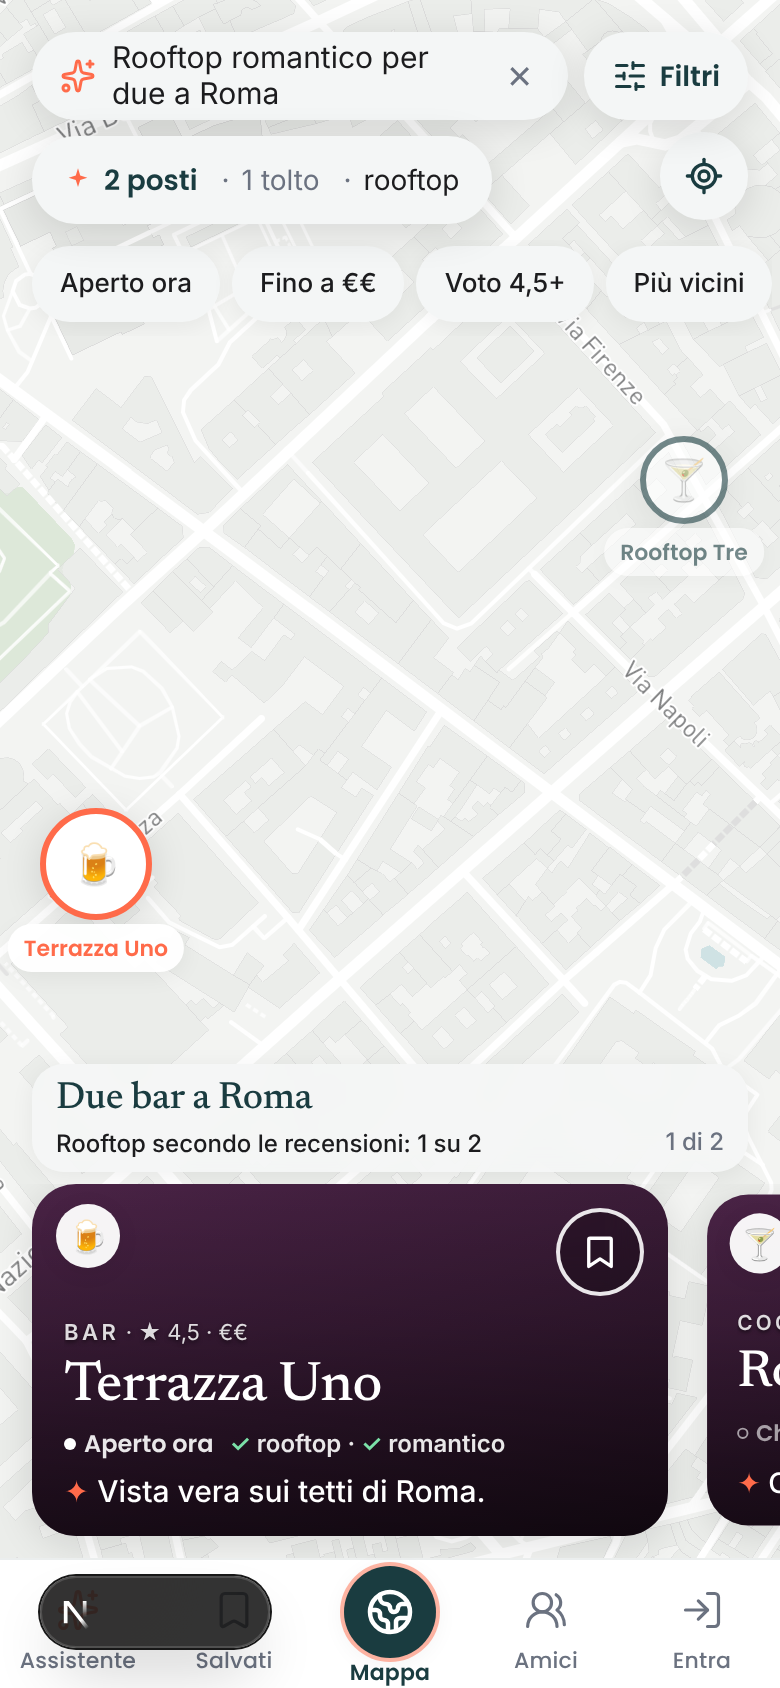 Rooftop romantico per
due a Roma
Filtri
2 posti · 1 tolto · rooftop
Aperto ora
Fino a €€
Voto 4,5+
Più vicini
Via Firenze
Rooftop Tre
Via Napoli
Terrazza Uno
Due bar a Roma
Rooftop secondo le recensioni: 1 su 2
1 di 2
BAR · ★ 4,5 · €€
Terrazza Uno
Aperto ora ✓ rooftop · ✓ romantico
Vista vera sui tetti di Roma.
N
Assistente
Salvati
Mappa
Amici
Entra